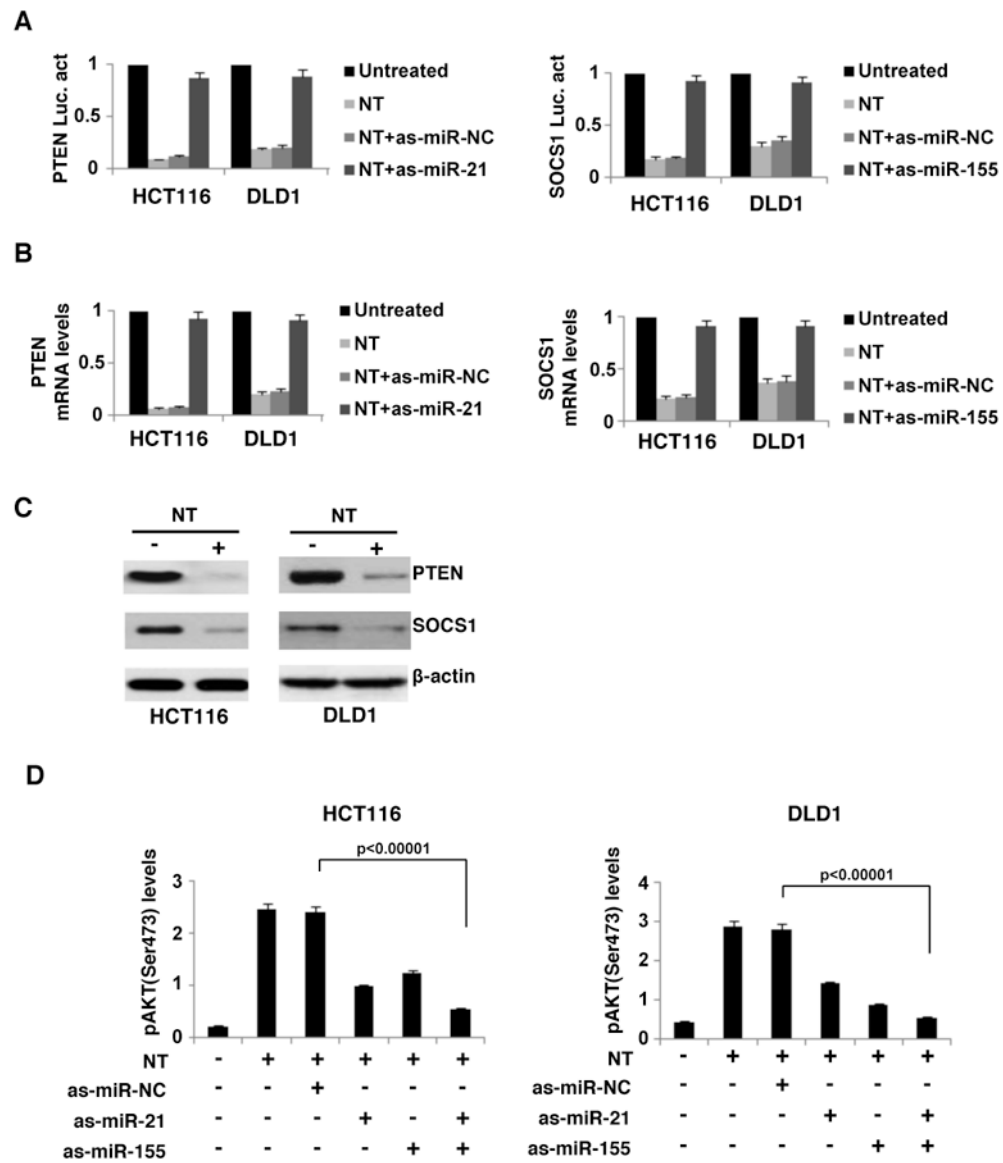 A
PTEN Luc. act
1
0.5
0
HCT116 DLD1
Untreated
NT
NT+as-miR-NC
NT+as-miR-21
SOCS1 Luc. act
1
0.5
0
HCT116 DLD1
Untreated
NT
NT+as-miR-NC
NT+as-miR-155
B
PTEN
mRNA levels
1
0.5
0
HCT116 DLD1
Untreated
NT
NT+as-miR-NC
NT+as-miR-21
SOCS1
mRNA levels
1
0.5
0
HCT116 DLD1
Untreated
NT
NT+as-miR-NC
NT+as-miR-155
C
NT NT
- + - +
PTEN
SOCS1
β-actin
HCT116 DLD1
D
HCT116
p<0.00001
pAKT(Ser473) levels
3
2
1
0
NT - + + + + +
as-miR-NC - - + - - -
as-miR-21 - - - + - +
as-miR-155 - - - - + +
DLD1
p<0.00001
pAKT(Ser473) levels
4
3
2
1
0
NT - + + + + +
as-miR-NC - - + - - -
as-miR-21 - - - + - +
as-miR-155 - - - - + +